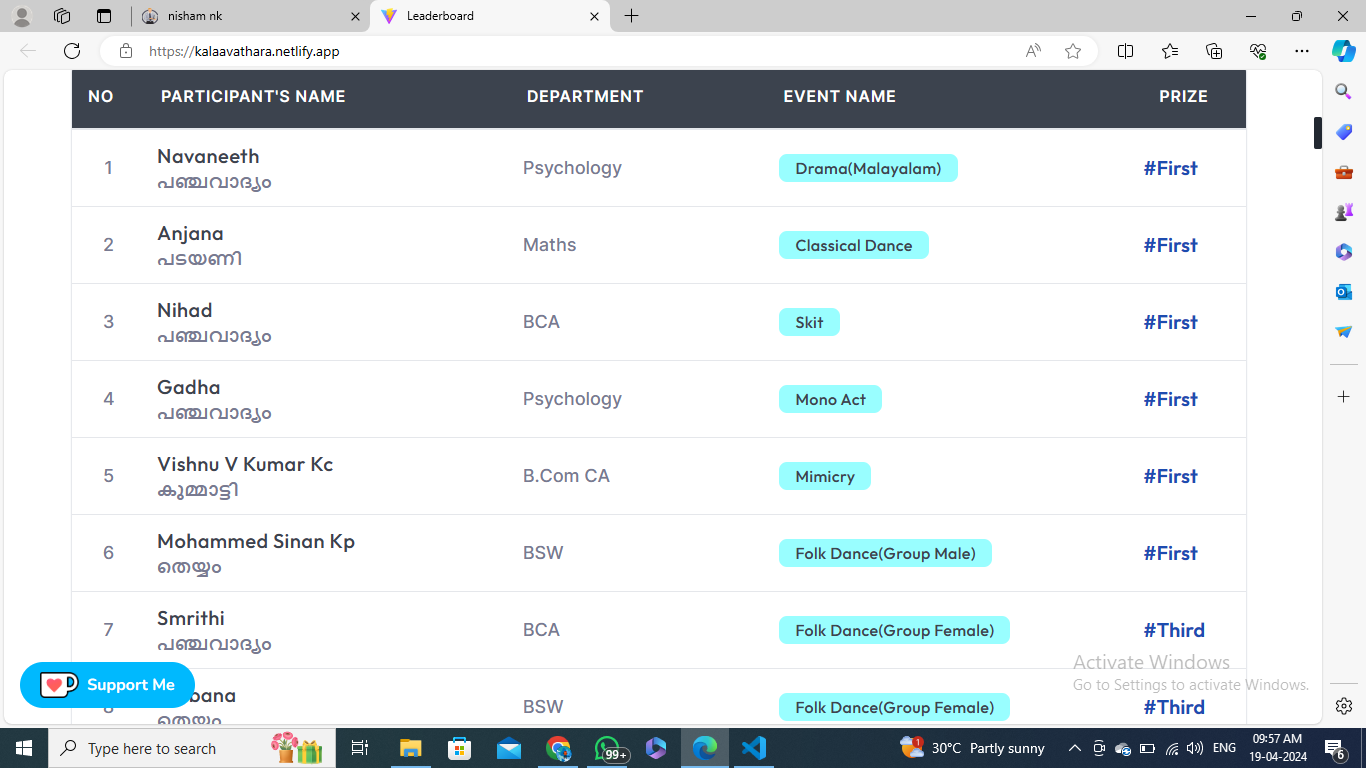 nisham nk
Leaderboard
https://kalaavathara.netlify.app
NO PARTICIPANT'S NAME DEPARTMENT EVENT NAME PRIZE
1 Navaneeth Psychology Drama(Malayalam) #First
പഞ്ചവാദ്യം
2 Anjana Maths Classical Dance #First
പടയണി
3 Nihad BCA Skit #First
പഞ്ചവാദ്യം
4 Gadha Psychology Mono Act #First
പഞ്ചവാദ്യം
5 Vishnu V Kumar Kc B.Com CA Mimicry #First
കുമ്മാട്ടി
6 Mohammed Sinan Kp BSW Folk Dance(Group Male) #First
തെയ്യം
7 Smrithi BCA Folk Dance(Group Female) #Third
പഞ്ചവാദ്യം
BSW Folk Dance(Group Female) #Third
തെയ്യം
Support Me
Activate Windows
Go to Settings to activate Windows.
Type here to search
99+
1
30°C Partly sunny
ENG
09:57 AM
19-04-2024
6